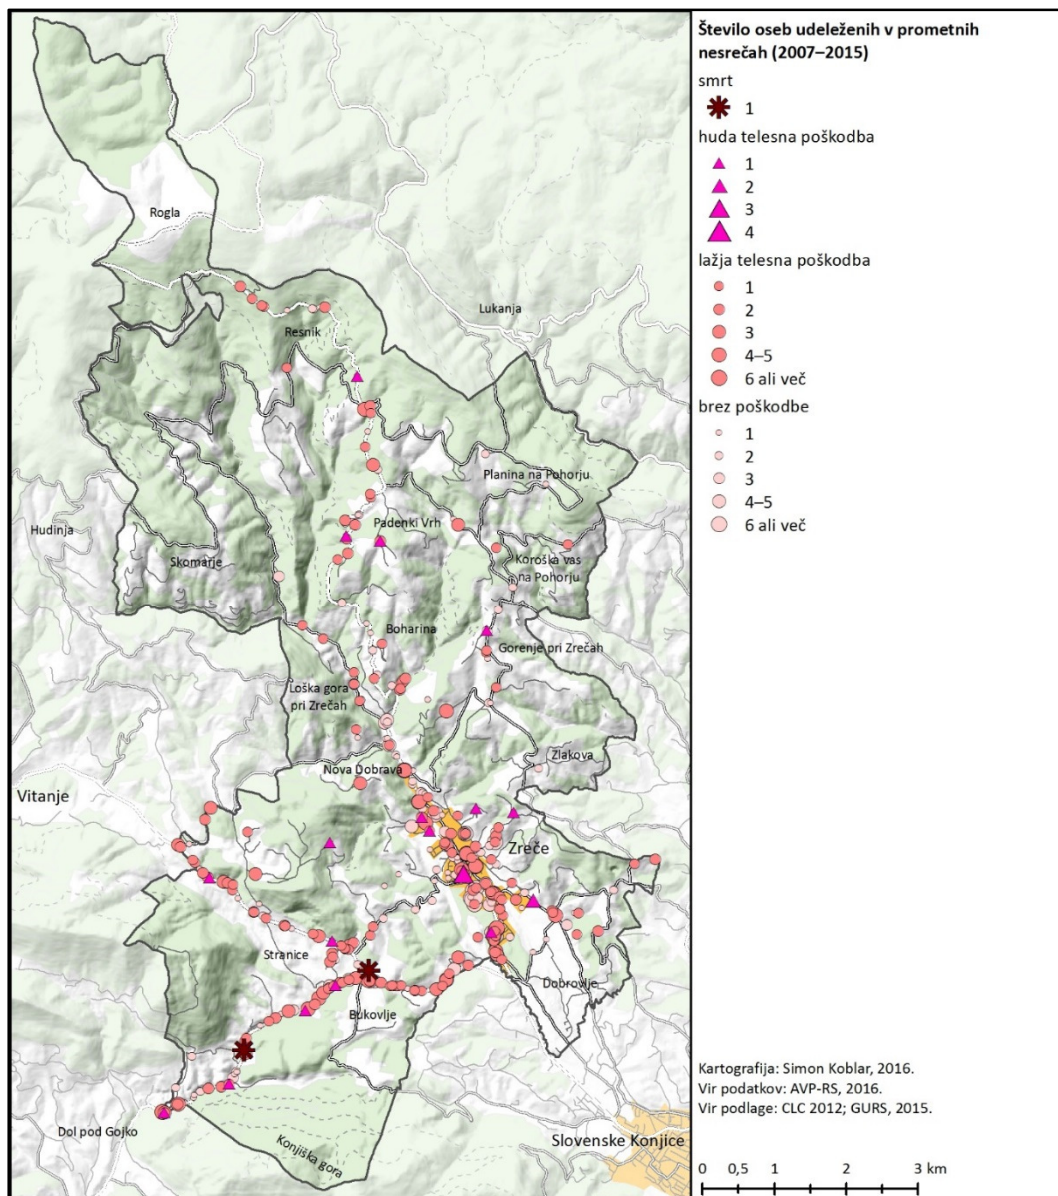 Število oseb udeleženih v prometnih
nesrečah (2007–2015)
smrt
1
huda telesna poškodba
1
2
3
4
lažja telesna poškodba
1
2
3
4–5
6 ali več
brez poškodbe
1
2
3
4–5
6 ali več
Rogla
Lukanja
Resnik
Planina na Pohorju
Hudinja
Padenki Vrh
Skomarje
Koroška vas
na Pohorju
Boharina
Gorenje pri Zrečah
Loška gora
pri Zrečah
Zlakova
Nova Dobrava
Vitanje
Zreče
Stranice
Dobrovlje
Bukovlje
Dol pod Gojko
Konjiška gora
Slovenske Konjice
Kartografija: Simon Koblar, 2016.
Vir podatkov: AVP-RS, 2016.
Vir podlage: CLC 2012; GURS, 2015.
0 0,5 1 2 3 km